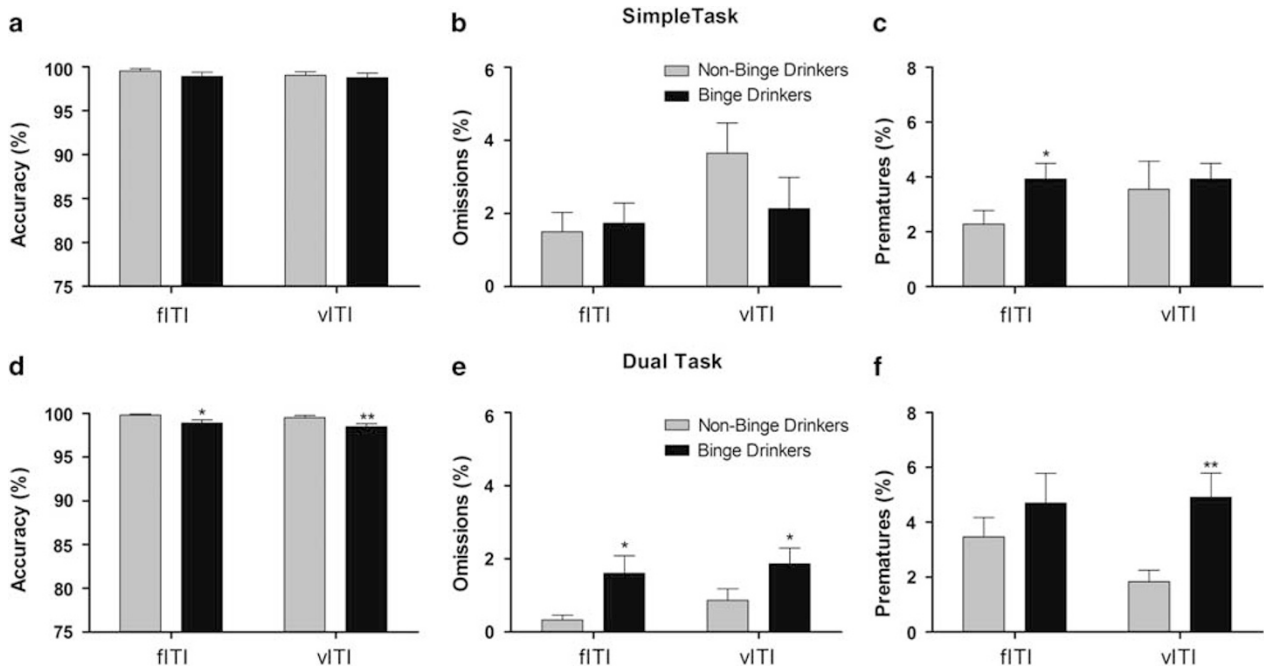 SimpleTask
a
Accuracy (%)
100
95
90
85
80
75
fITI
vITI
b
Omissions (%)
6
4
2
0
Non-Binge Drinkers
Binge Drinkers
fITI
vITI
c
Prematures (%)
8
6
4
2
0
*
fITI
vITI
Dual Task
d
Accuracy (%)
100
95
90
85
80
75
*
**
fITI
vITI
e
Omissions (%)
6
4
2
0
Non-Binge Drinkers
Binge Drinkers
*
*
fITI
vITI
f
Prematures (%)
8
6
4
2
0
**
fITI
vITI